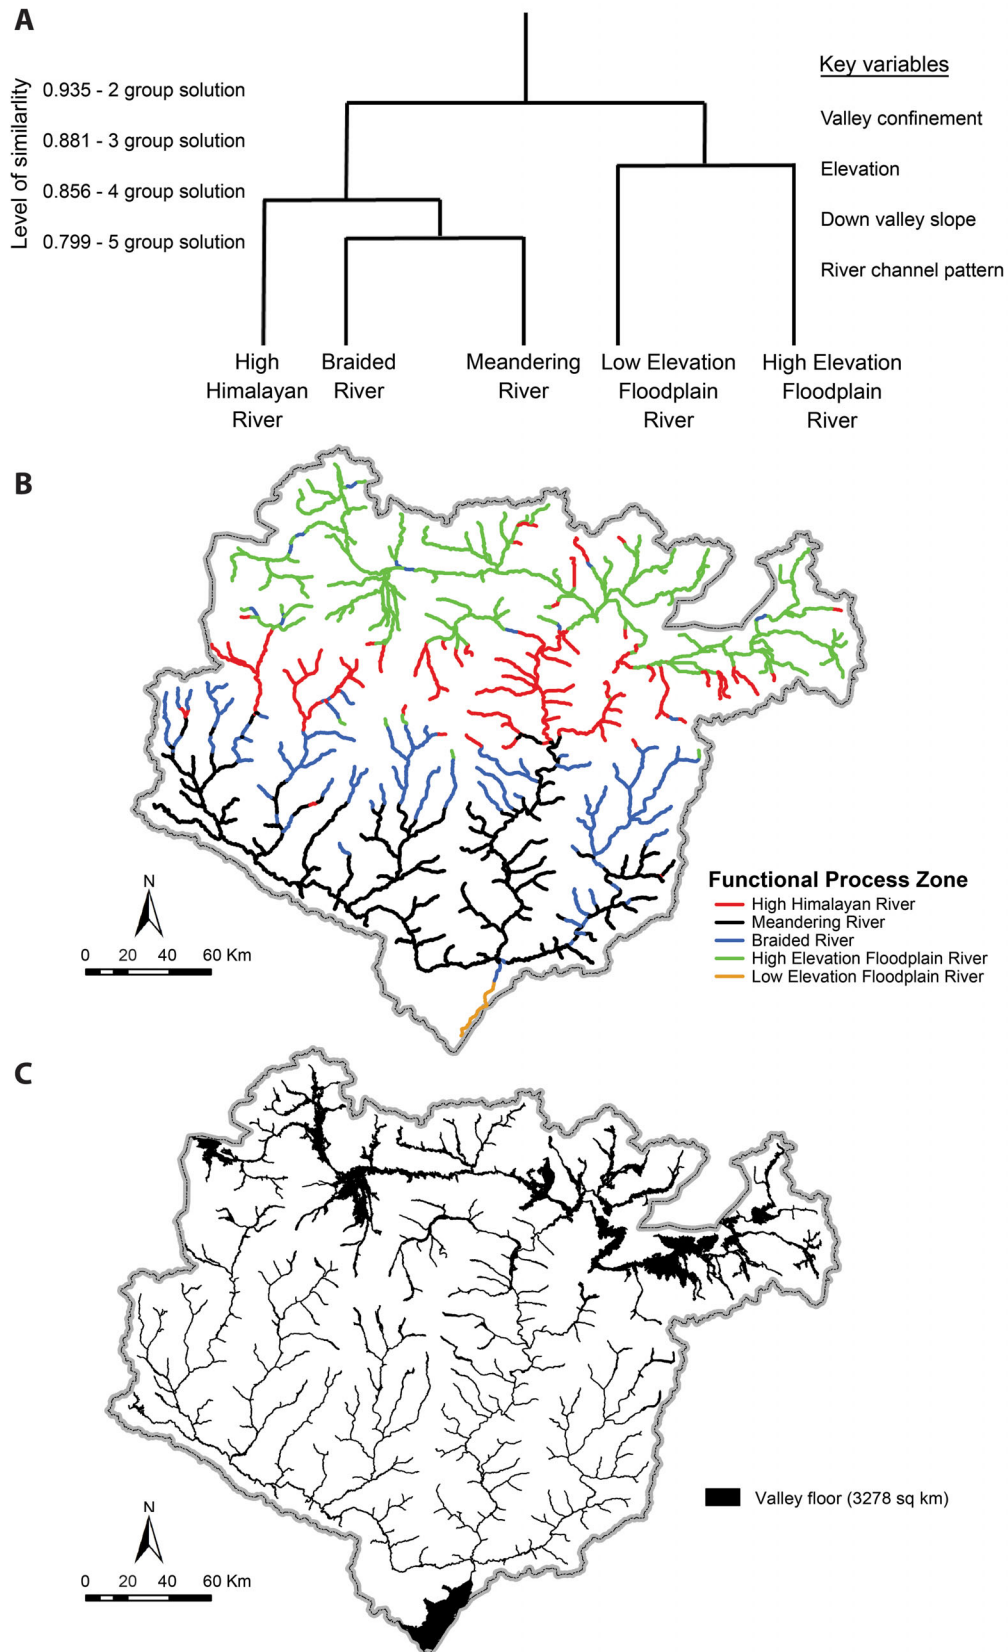 A
Level of similarlity
0.935 - 2 group solution
0.881 - 3 group solution
0.856 - 4 group solution
0.799 - 5 group solution
Key variables
Valley confinement
Elevation
Down valley slope
River channel pattern
High
Himalayan
River
Braided
River
Meandering
River
Low Elevation
Floodplain
River
High Elevation
Floodplain
River
B
N
0 20 40 60 Km
Functional Process Zone
High Himalayan River
Meandering River
Braided River
High Elevation Floodplain River
Low Elevation Floodplain River
C
N
0 20 40 60 Km
Valley floor (3278 sq km)